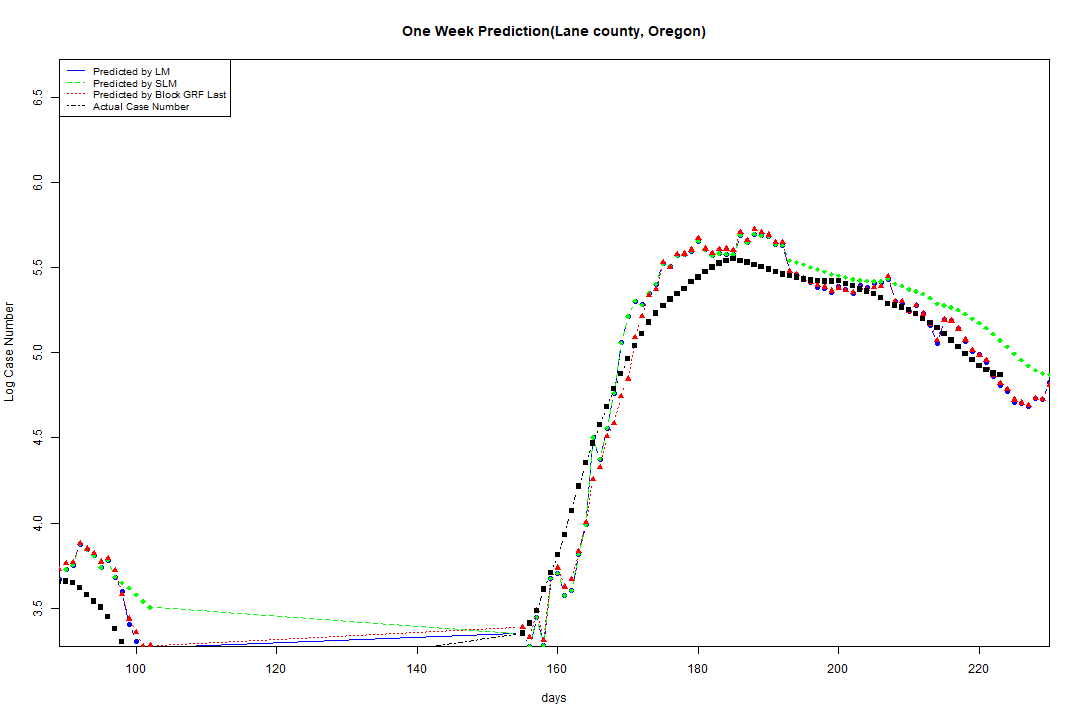 One Week Prediction(Lane county, Oregon)
Predicted by LM
Predicted by SLM
Predicted by Block GRF Last
Actual Case Number
6.5
6.0
5.5
5.0
4.5
4.0
3.5
Log Case Number
100 120 140 160 180 200 220
days